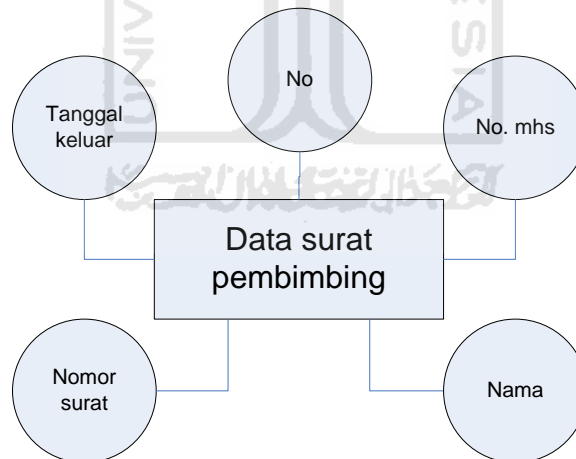 No
Tanggal
keluar
No. mhs
Data surat
pembimbing
Nomor
surat
Nama